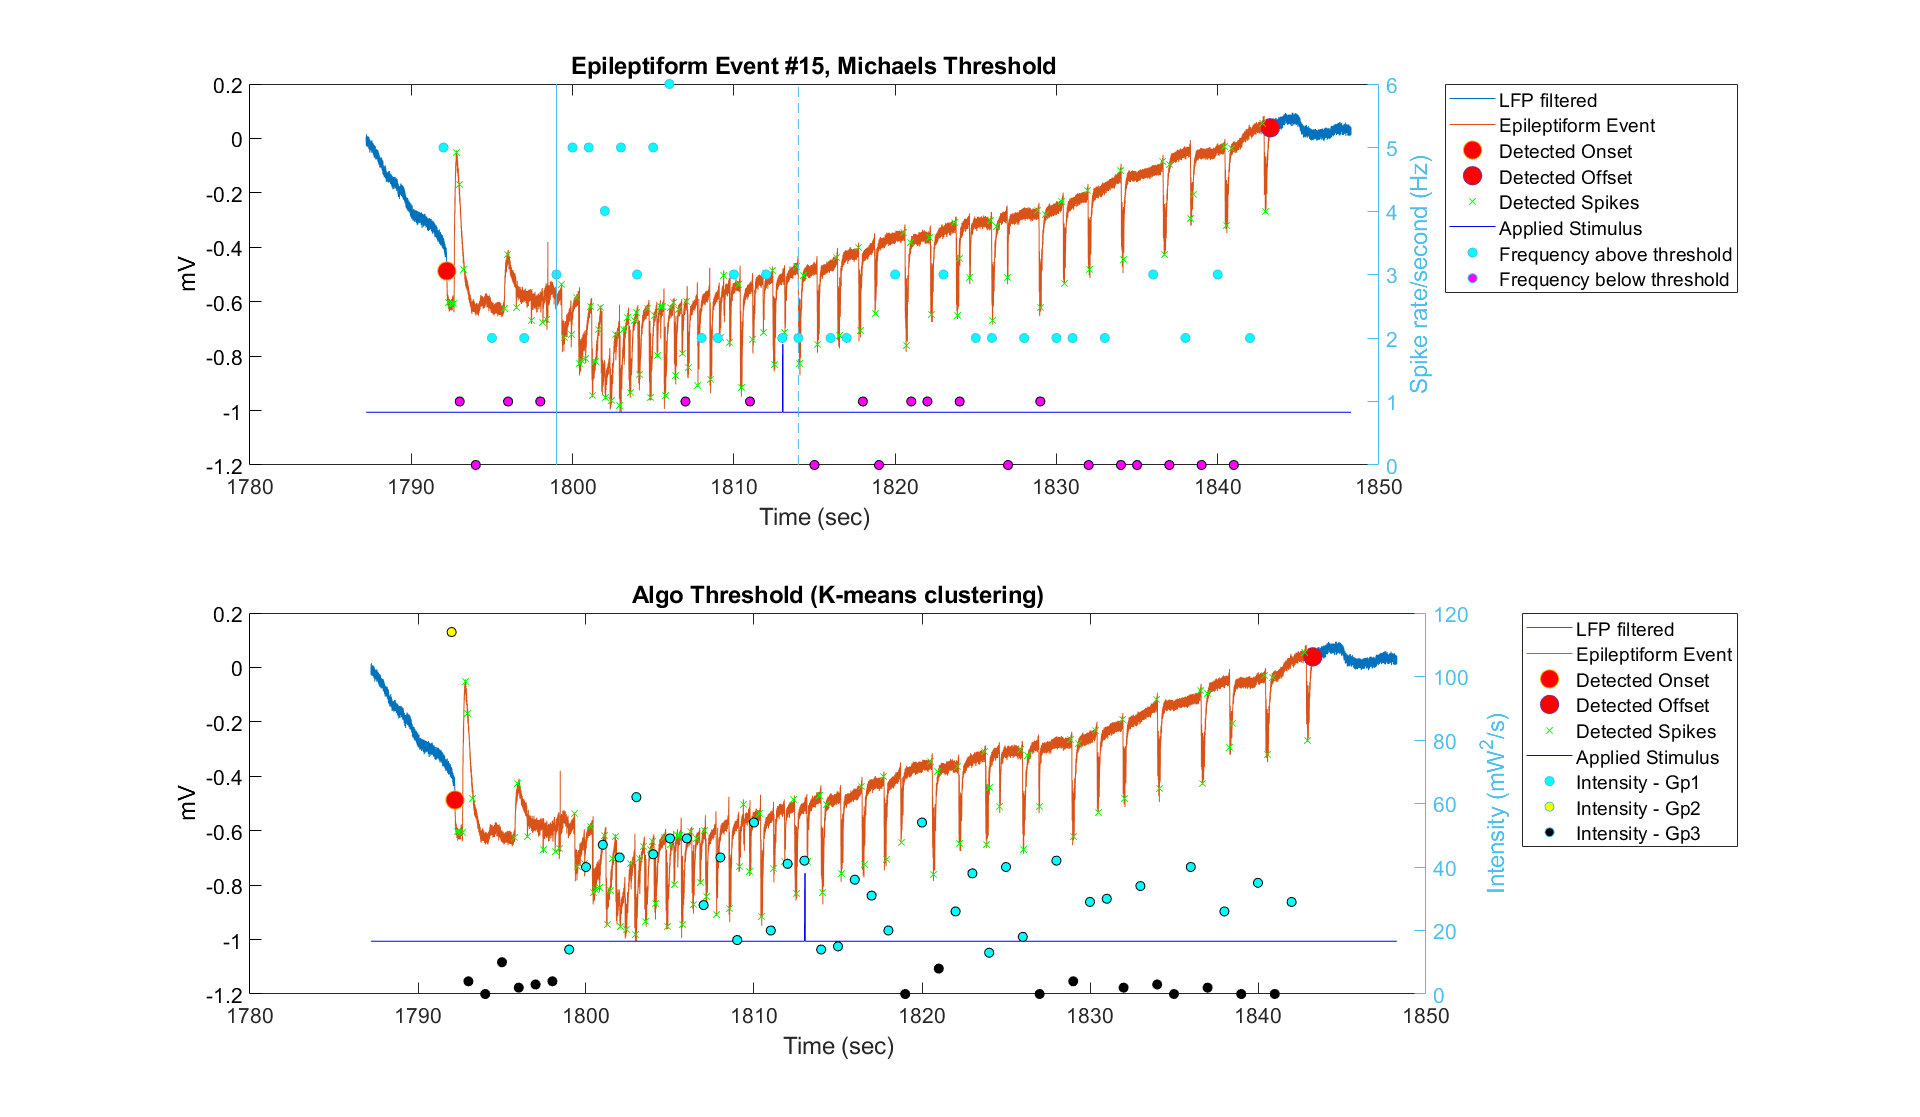 Epileptiform Event #15, Michaels Threshold
0.2
0
-0.2
-0.4
-0.6
-0.8
-1
-1.2
mV
1780
1790
1800
1810
1820
1830
1840
1850
Time (sec)
6
5
4
3
2
1
0
Spike rate/second (Hz)
LFP filtered
Epileptiform Event
Detected Onset
Detected Offset
Detected Spikes
Applied Stimulus
Frequency above threshold
Frequency below threshold
Algo Threshold (K-means clustering)
0.2
0
-0.2
-0.4
-0.6
-0.8
-1
-1.2
mV
1780
1790
1800
1810
1820
1830
1840
1850
Time (sec)
120
100
80
60
40
20
0
Intensity (mW²/s)
LFP filtered
Epileptiform Event
Detected Onset
Detected Offset
Detected Spikes
Applied Stimulus
Intensity - Gp1
Intensity - Gp2
Intensity - Gp3